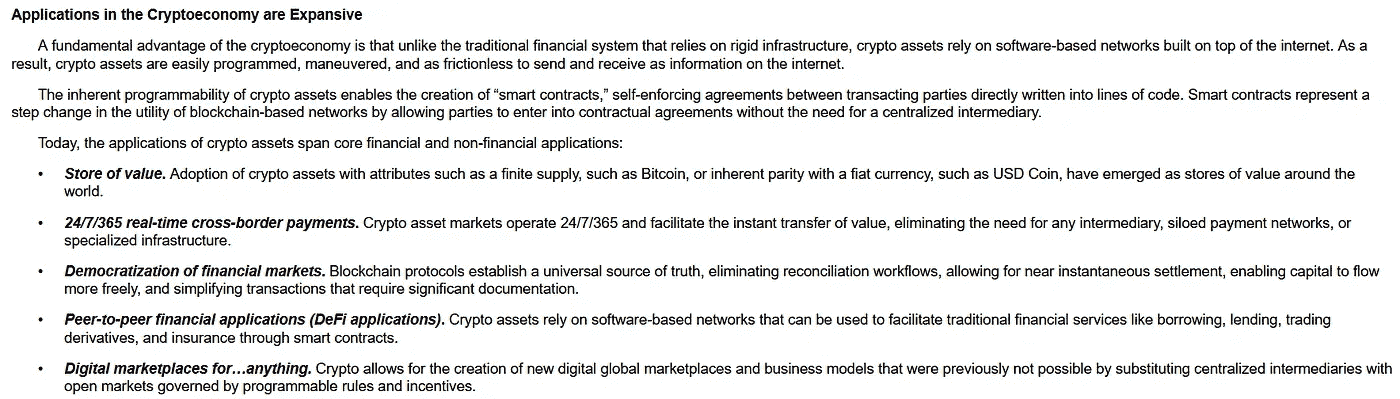 Applications in the Cryptoeconomy are Expansive
A fundamental advantage of the cryptoeconomy is that unlike the traditional financial system that relies on rigid infrastructure, crypto assets rely on software-based networks built on top of the internet. As a
result, crypto assets are easily programmed, maneuvered, and as frictionless to send and receive as information on the internet.
The inherent programmability of crypto assets enables the creation of “smart contracts,” self-enforcing agreements between transacting parties directly written into lines of code. Smart contracts represent a
step change in the utility of blockchain-based networks by allowing parties to enter into contractual agreements without the need for a centralized intermediary.
Today, the applications of crypto assets span core financial and non-financial applications:
• Store of value. Adoption of crypto assets with attributes such as a finite supply, such as Bitcoin, or inherent parity with a fiat currency, such as USD Coin, have emerged as stores of value around the
world.
• 24/7/365 real-time cross-border payments. Crypto asset markets operate 24/7/365 and facilitate the instant transfer of value, eliminating the need for any intermediary, siloed payment networks, or
specialized infrastructure.
• Democratization of financial markets. Blockchain protocols establish a universal source of truth, eliminating reconciliation workflows, allowing for near instantaneous settlement, enabling capital to flow
more freely, and simplifying transactions that require significant documentation.
• Peer-to-peer financial applications (DeFi applications). Crypto assets rely on software-based networks that can be used to facilitate traditional financial services like borrowing, lending, trading
derivatives, and insurance through smart contracts.
• Digital marketplaces for…anything. Crypto allows for the creation of new digital global marketplaces and business models that were previously not possible by substituting centralized intermediaries with
open markets governed by programmable rules and incentives.